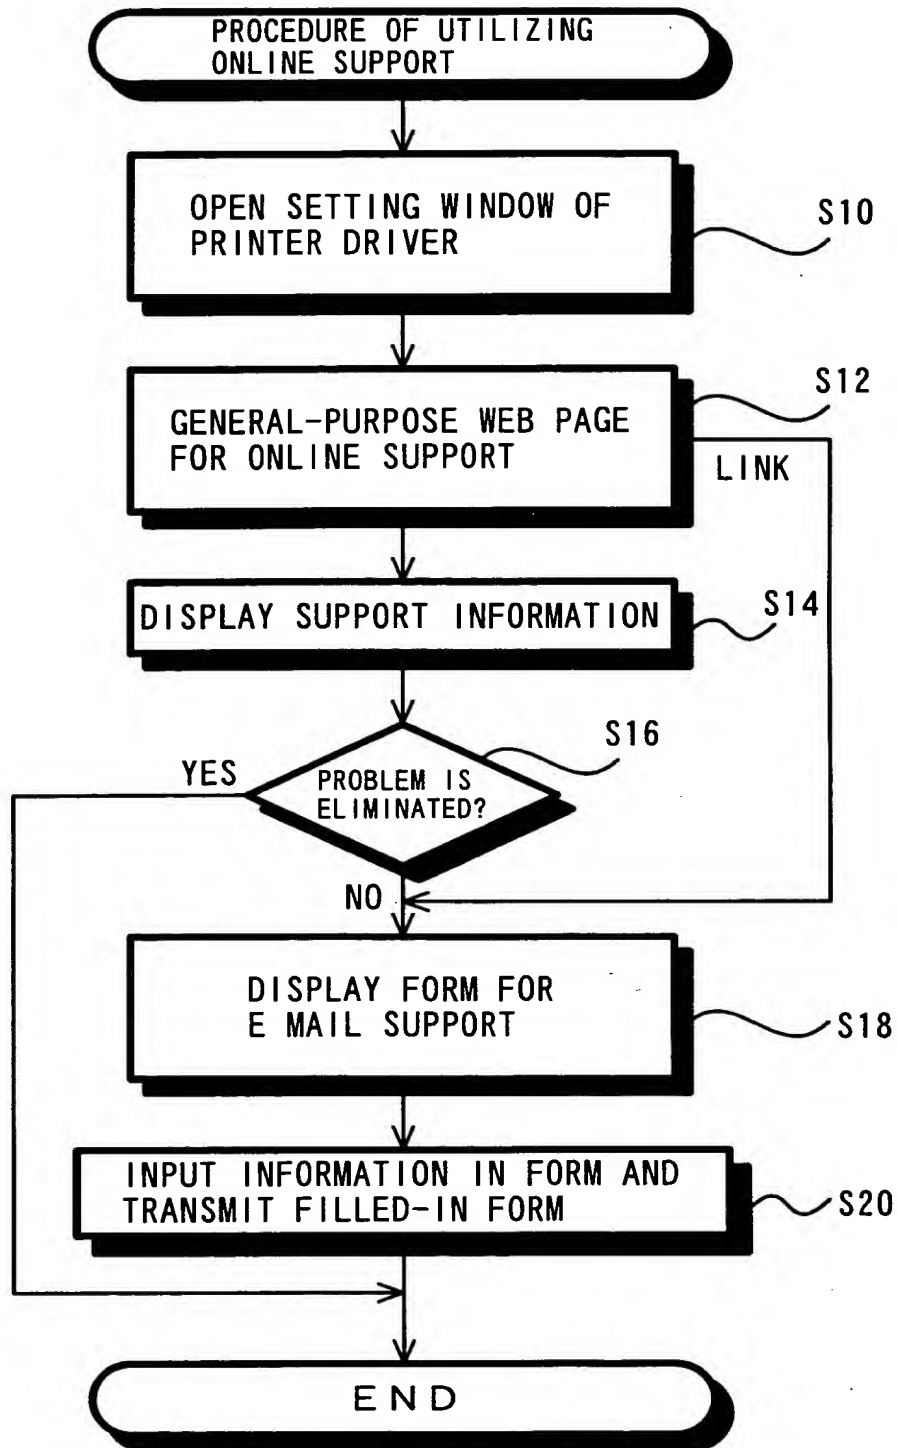 PROCEDURE OF UTILIZING
ONLINE SUPPORT
OPEN SETTING WINDOW OF
PRINTER DRIVER
S10
S12
GENERAL-PURPOSE WEB PAGE
FOR ONLINE SUPPORT
LINK
DISPLAY SUPPORT INFORMATION
S14
S16
YES
PROBLEM IS
ELIMINATED?
NO
DISPLAY FORM FOR
E MAIL SUPPORT
S18
INPUT INFORMATION IN FORM AND
TRANSMIT FILLED-IN FORM
S20
END